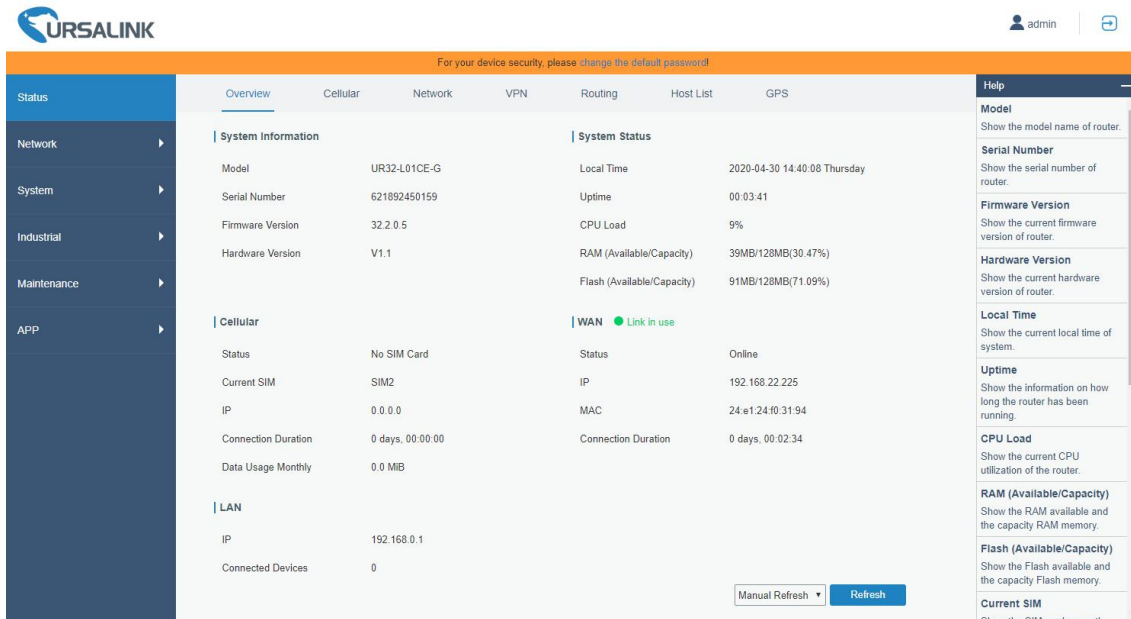 URSALINK
admin
For your device security, please change the default password!
Status
Network
System
Industrial
Maintenance
APP
Overview Cellular Network VPN Routing Host List GPS
System Information
Model UR32-L01CE-G
Serial Number 621892450159
Firmware Version 32.2.0.5
Hardware Version V1.1
System Status
Local Time 2020-04-30 14:40:08 Thursday
Uptime 00:03:41
CPU Load 9%
RAM (Available/Capacity) 39MB/128MB(30.47%)
Flash (Available/Capacity) 91MB/128MB(71.09%)
Cellular
Status No SIM Card
Current SIM SIM2
IP 0.0.0.0
Connection Duration 0 days, 00:00:00
Data Usage Monthly 0.0 MiB
WAN Link in use
Status Online
IP 192.168.22.225
MAC 24:e1:24:f0:31:94
Connection Duration 0 days, 00:02:34
LAN
IP 192.168.0.1
Connected Devices 0
Manual Refresh Refresh
Help
Model
Show the model name of router.
Serial Number
Show the serial number of
router.
Firmware Version
Show the current firmware
version of router.
Hardware Version
Show the current hardware
version of router.
Local Time
Show the current local time of
system.
Uptime
Show the information on how
long the router has been
running.
CPU Load
Show the current CPU
utilization of the router.
RAM (Available/Capacity)
Show the RAM available and
the capacity RAM memory.
Flash (Available/Capacity)
Show the Flash available and
the capacity Flash memory.
Current SIM